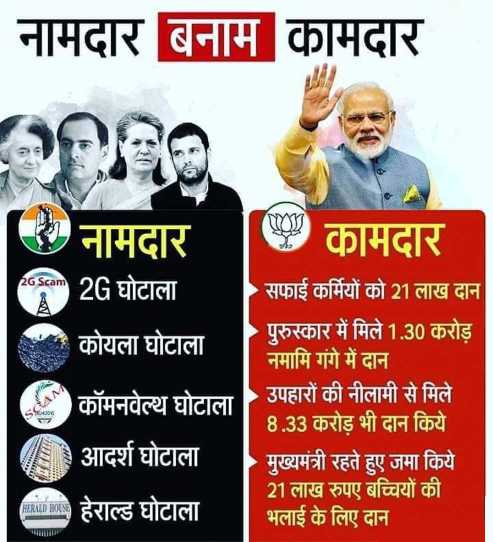 नामदार बनाम कामदार
नामदार
2G Scam
2G घोटाला
कोयला घोटाला
SCAM
कॉमनवेल्थ घोटाला
आदर्श घोटाला
HERALD HOUSE
हेराल्ड घोटाला
कामदार
सफाई कर्मियों को 21 लाख दान
पुरुस्कार में मिले 1.30 करोड़
नमामि गंगे में दान
उपहारों की नीलामी से मिले
8.33 करोड़ भी दान किये
मुख्यमंत्री रहते हुए जमा किये
21 लाख रुपए बच्चियों की
भलाई के लिए दान